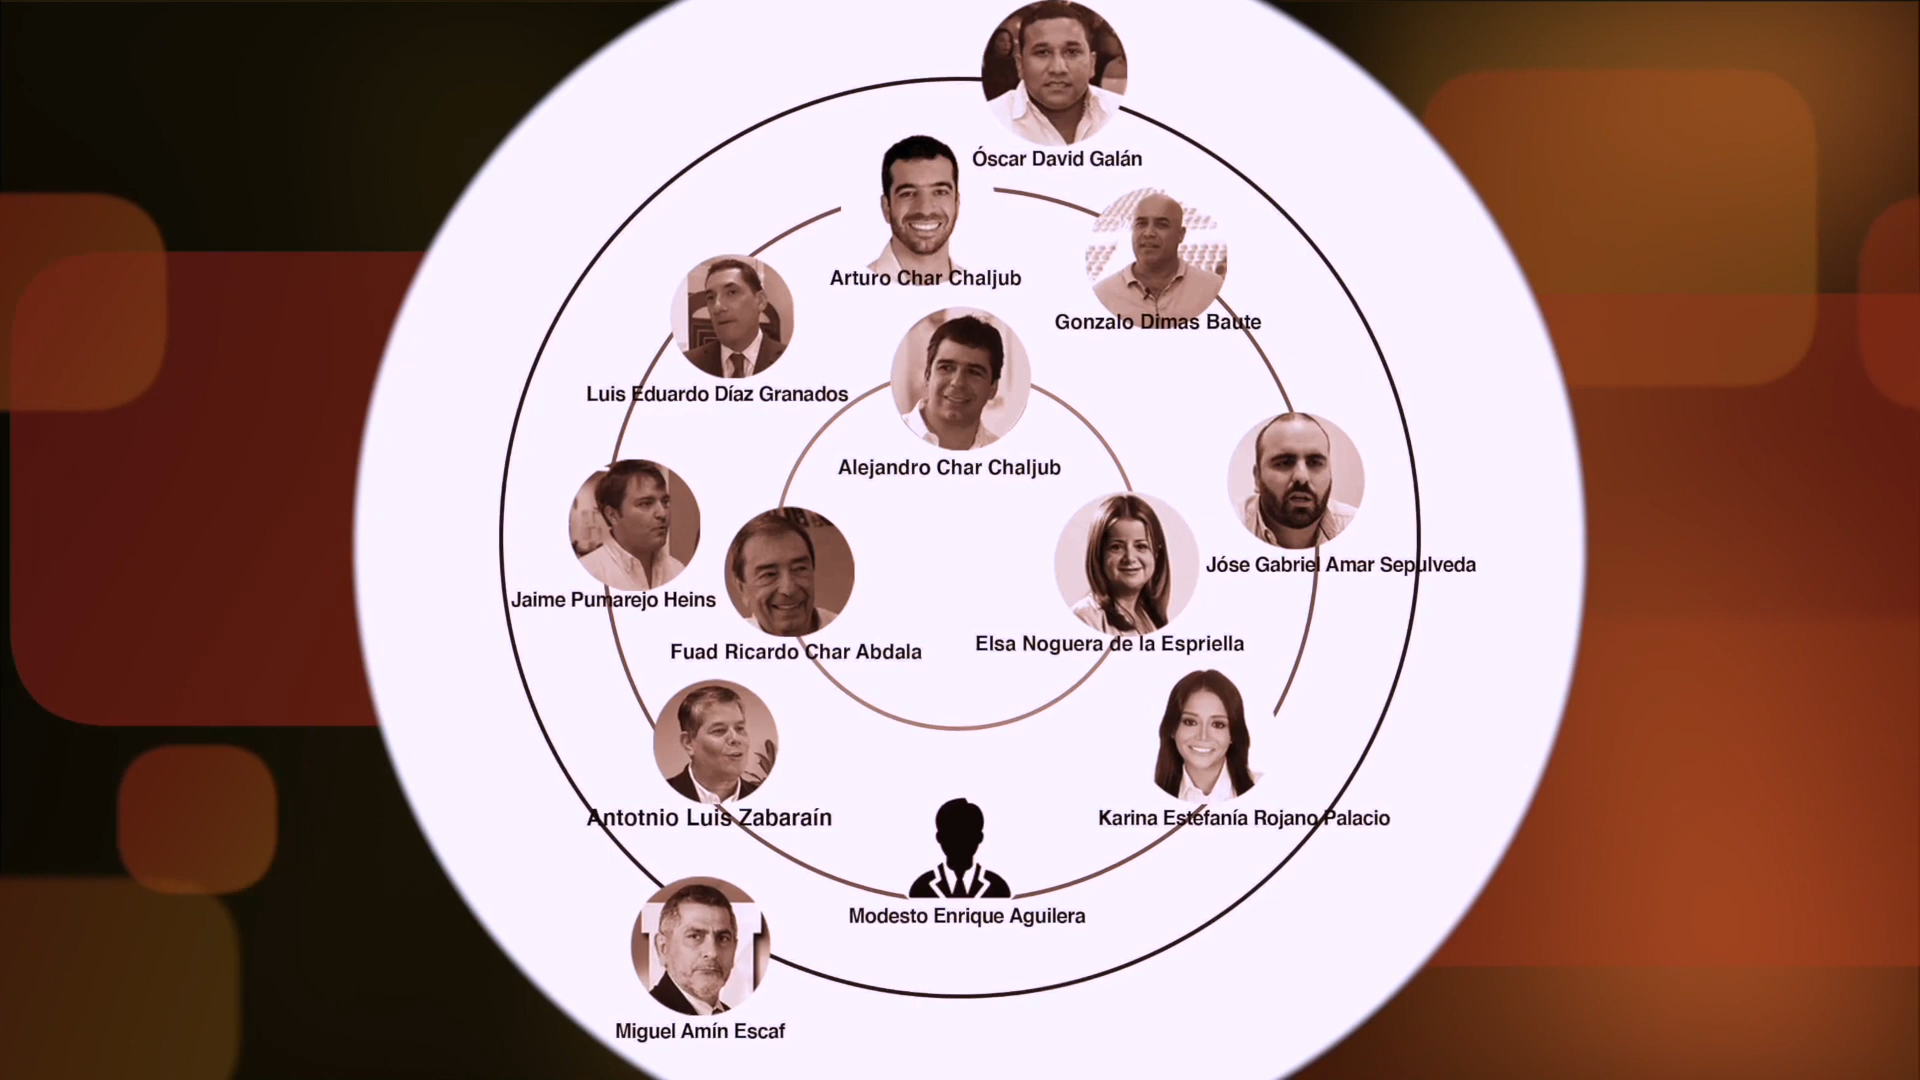 Óscar David Galán
Arturo Char Chaljub
Gonzalo Dimas Baute
Luis Eduardo Díaz Granados
Alejandro Char Chaljub
Jóse Gabriel Amar Sepulveda
Jaime Pumarejo Heins
Elsa Noguera de la Espriella
Fuad Ricardo Char Abdala
Antotnio Luis Zabaraín
Karina Estefanía Rojano Palacio
Modesto Enrique Aguilera
Miguel Amín Escaf